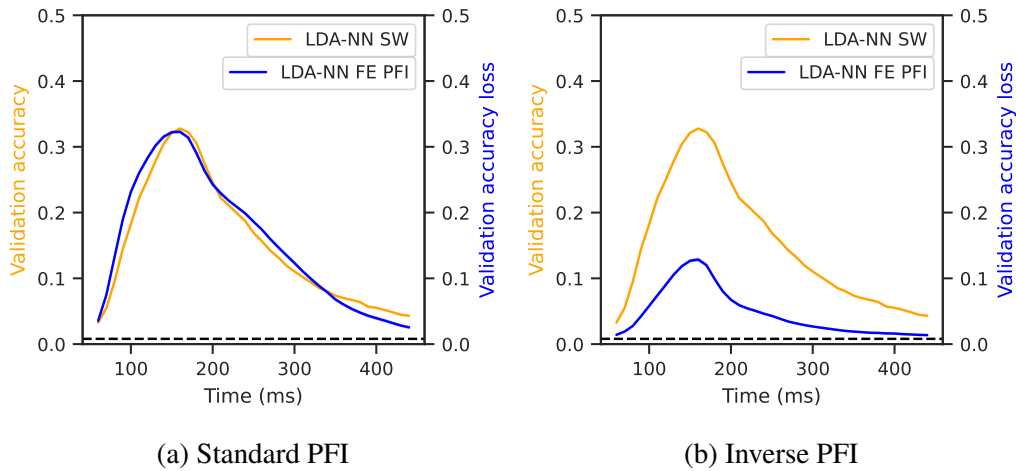 0.5
0.4
0.3
0.2
0.1
0.0
Validation accuracy
LDA-NN SW
LDA-NN FE PFI
0.5
0.4
0.3
0.2
0.1
0.0
Validation accuracy loss
100
200
300
400
Time (ms)
(a) Standard PFI
0.5
0.4
0.3
0.2
0.1
0.0
Validation accuracy
LDA-NN SW
LDA-NN FE PFI
0.5
0.4
0.3
0.2
0.1
0.0
Validation accuracy loss
100
200
300
400
Time (ms)
(b) Inverse PFI